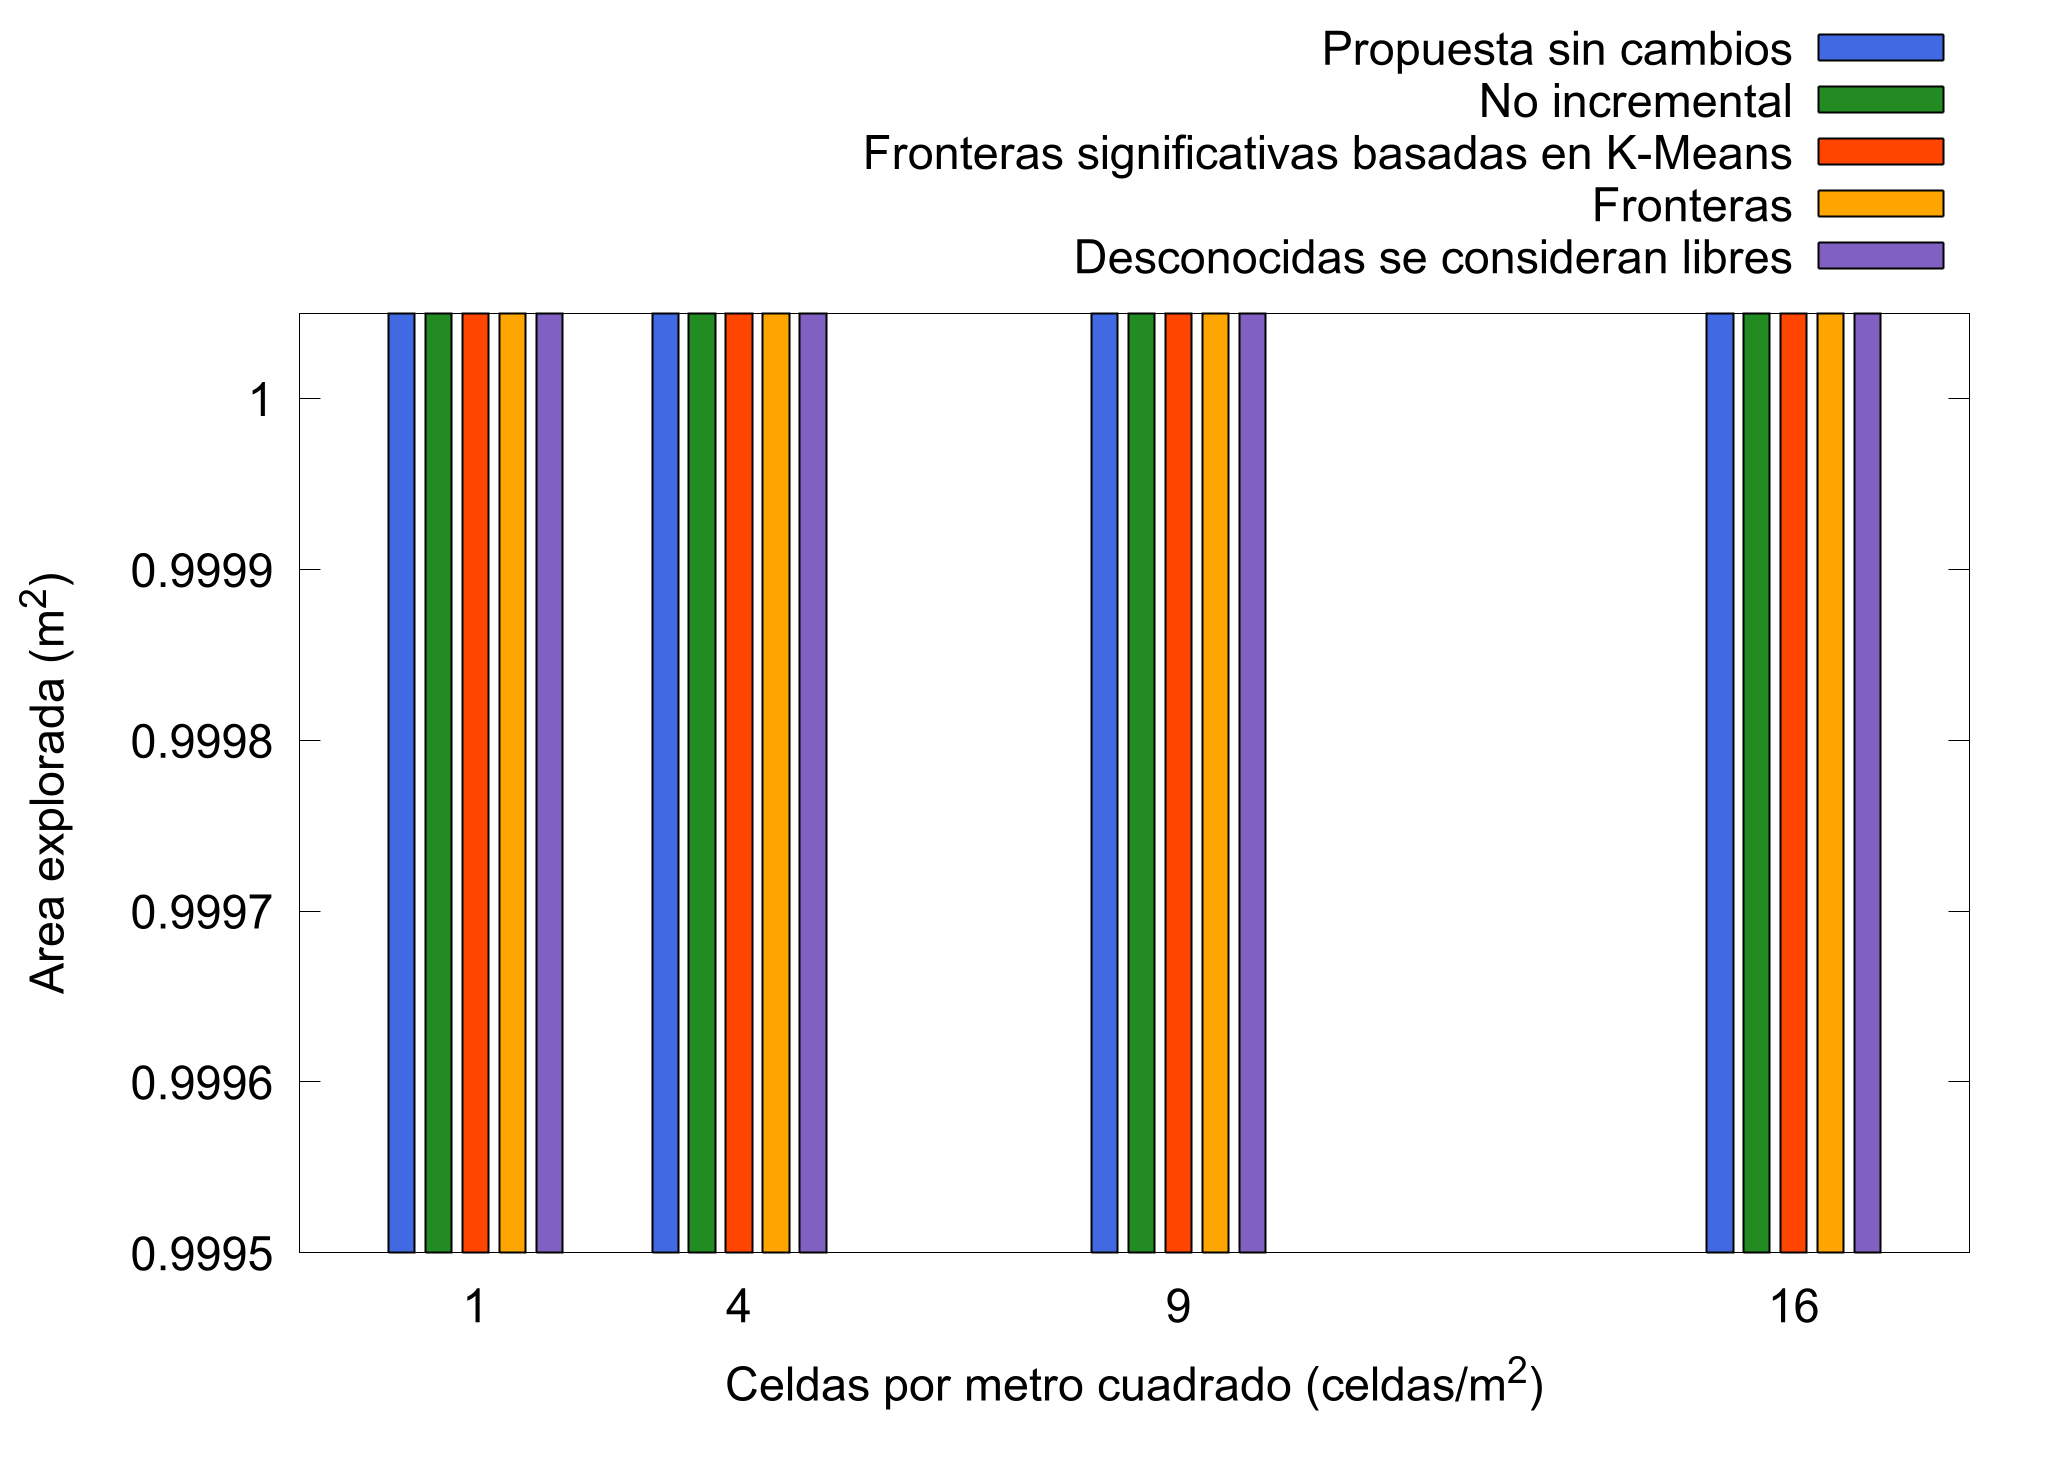 Propuesta sin cambios
No incremental
Fronteras significativas basadas en K-Means
Fronteras
Desconocidas se consideran libres
1
0.9999
0.9998
0.9997
0.9996
0.9995
Area explorada (m²)
1 4 9 16
Celdas por metro cuadrado (celdas/m²)